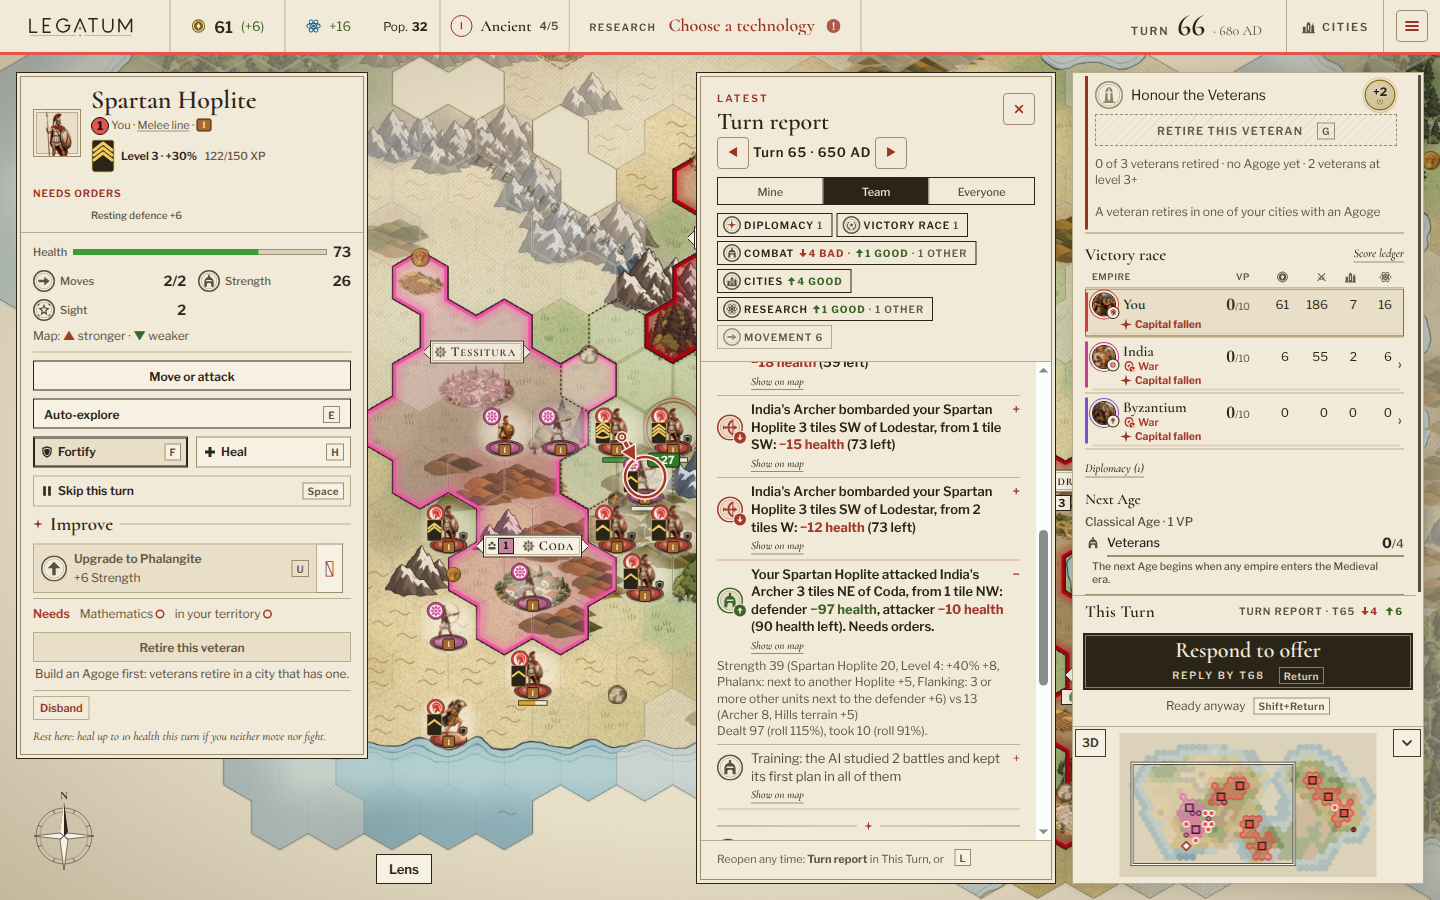 LEGATUM
61 (+6)
+16
Pop. 32
I Ancient 4/5
RESEARCH Choose a technology !
TURN 66 · 680 AD
CITIES
Spartan Hoplite
1 You · Melee line · I
Level 3 · +30% 122/150 XP
NEEDS ORDERS
Resting defence +6
Health 73
Moves 2/2 Strength 26
Sight 2
Map: stronger · weaker
Move or attack
Auto-explore E
Fortify F
Heal H
Skip this turn Space
Improve
Upgrade to Phalangite
+6 Strength
U
Needs Mathematics in your territory
Retire this veteran
Build an Agoge first: veterans retire in a city that has one.
Disband
Rest here: heal up to 10 health this turn if you neither move nor fight.
N
Lens
TESSITURA
1 CODA
LATEST
Turn report
Turn 65 · 650 AD
Mine
Team
Everyone
DIPLOMACY 1
VICTORY RACE 1
COMBAT 4 BAD · 1 GOOD · 1 OTHER
CITIES 4 GOOD
RESEARCH 1 GOOD · 1 OTHER
MOVEMENT 6
−18 health (59 left)
Show on map
India's Archer bombarded your Spartan
Hoplite 3 tiles SW of Lodestar, from 1 tile
SW: −15 health (73 left)
Show on map
India's Archer bombarded your Spartan
Hoplite 3 tiles SW of Lodestar, from 2
tiles W: −12 health (73 left)
Show on map
Your Spartan Hoplite attacked India's
Archer 3 tiles NE of Coda, from 1 tile NW:
defender −97 health, attacker −10 health
(90 health left). Needs orders.
Show on map
Strength 39 (Spartan Hoplite 20, Level 4: +40% +8,
Phalanx: next to another Hoplite +5, Flanking: 3 or
more other units next to the defender +6) vs 13
(Archer 8, Hills terrain +5)
Dealt 97 (roll 115%), took 10 (roll 91%).
Training: the AI studied 2 battles and kept
its first plan in all of them
Show on map
Reopen any time: Turn report in This Turn, or L
Honour the Veterans
+2
RETIRE THIS VETERAN G
0 of 3 veterans retired · no Agoge yet · 2 veterans at
level 3+
A veteran retires in one of your cities with an Agoge
Victory race
Score ledger
EMPIRE VP
You 0/10 61 186 7 16
Capital fallen
India 0/10 6 55 2 6
War
Capital fallen
Byzantium 0/10 0 0 0 0
War
Capital fallen
Diplomacy (1)
Next Age
Classical Age · 1 VP
Veterans 0/4
The next Age begins when any empire enters the Medieval
era.
This Turn
TURN REPORT · T65 4 6
Respond to offer
REPLY BY T68 Return
Ready anyway Shift+Return
3D